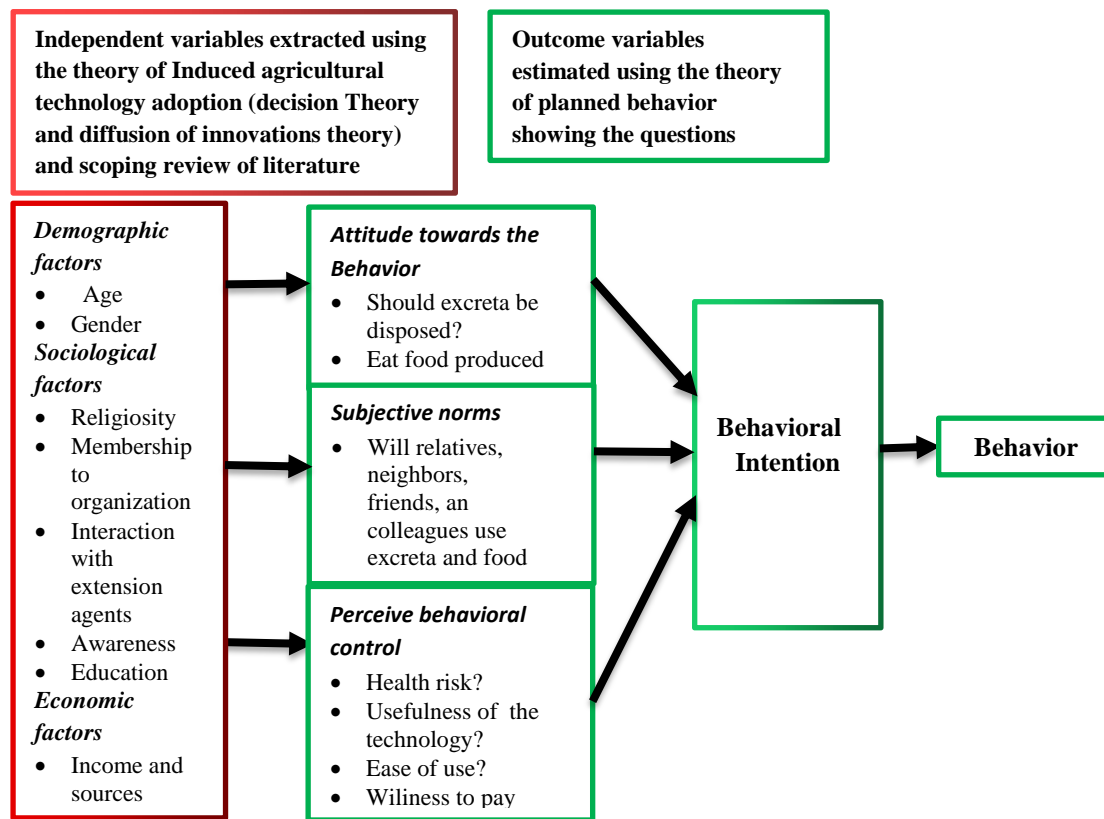 Independent variables extracted using
the theory of Induced agricultural
technology adoption (decision Theory
and diffusion of innovations theory)
and scoping review of literature
Outcome variables
estimated using the theory
of planned behavior
showing the questions
Demographic
factors
• Age
• Gender
Sociological
factors
• Religiosity
• Membership
to
organization
• Interaction
with
extension
agents
• Awareness
• Education
Economic
factors
• Income and
sources
Attitude towards the
Behavior
• Should excreta be
disposed?
• Eat food produced
Subjective norms
• Will relatives,
neighbors,
friends, an
colleagues use
excreta and food
Perceive behavioral
control
• Health risk?
• Usefulness of the
technology?
• Ease of use?
• Wiliness to pay
Behavioral
Intention
Behavior